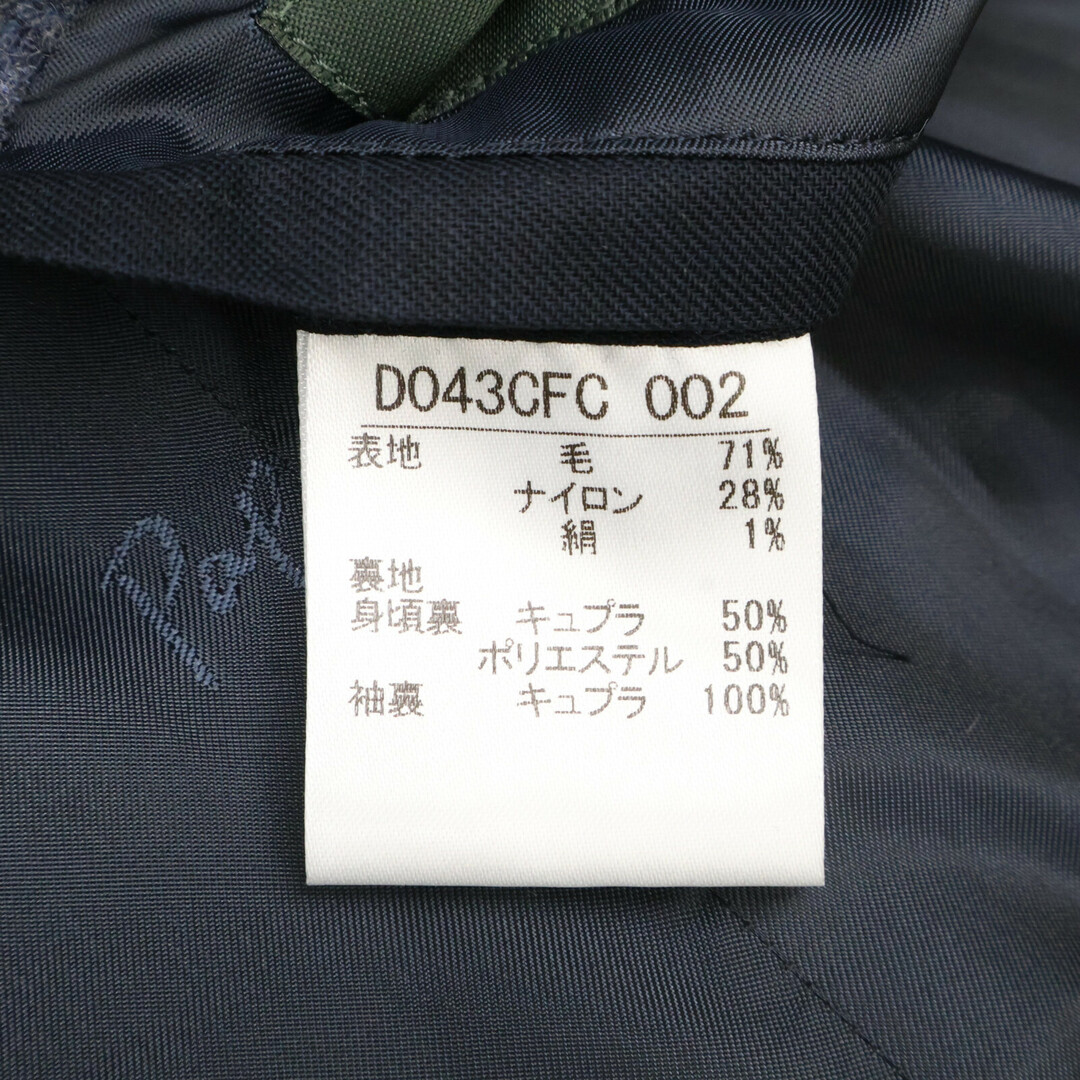 D043CFC 002
表地 毛 71%
ナイロン 28%
絹 1%
裏地
身頃裏 キュプラ 50%
ポリエステル 50%
袖裏 キュプラ 100%